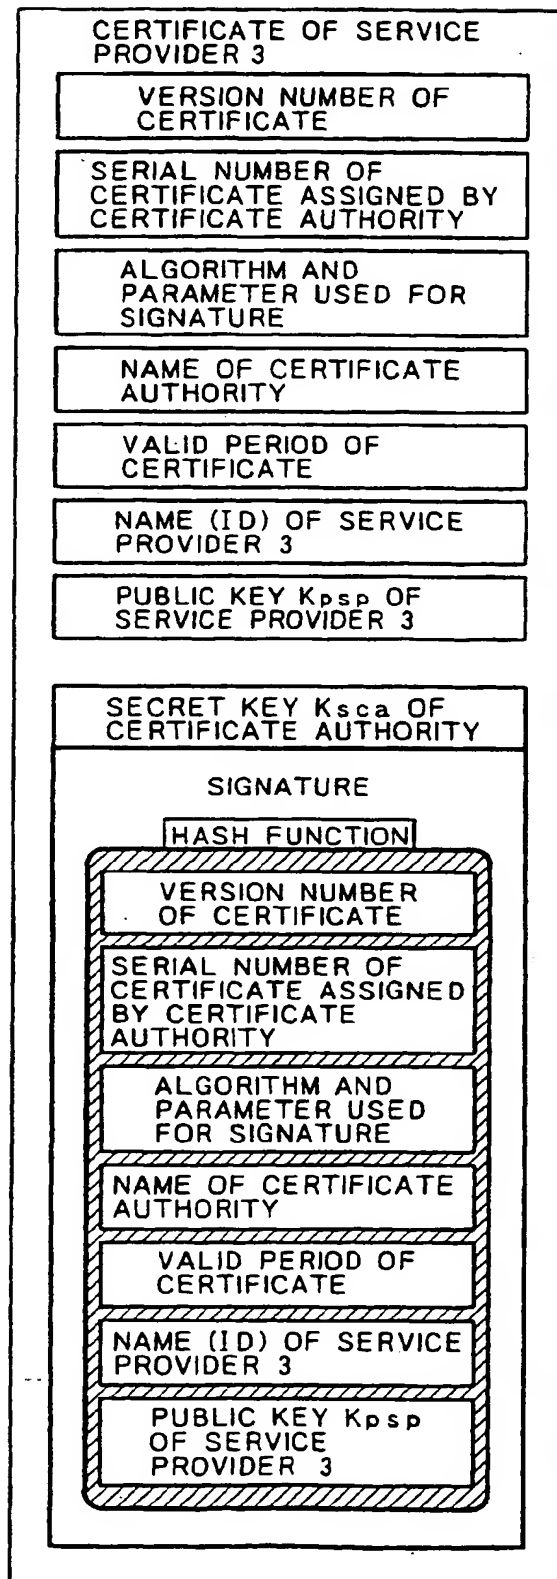 CERTIFICATE OF SERVICE
PROVIDER 3
VERSION NUMBER OF
CERTIFICATE
SERIAL NUMBER OF
CERTIFICATE ASSIGNED BY
CERTIFICATE AUTHORITY
ALGORITHM AND
PARAMETER USED FOR
SIGNATURE
NAME OF CERTIFICATE
AUTHORITY
VALID PERIOD OF
CERTIFICATE
NAME (ID) OF SERVICE
PROVIDER 3
PUBLIC KEY Kpsp OF
SERVICE PROVIDER 3
SECRET KEY Ksca OF
CERTIFICATE AUTHORITY
SIGNATURE
HASH FUNCTION
VERSION NUMBER
OF CERTIFICATE
SERIAL NUMBER OF
CERTIFICATE ASSIGNED
BY CERTIFICATE
AUTHORITY
ALGORITHM AND
PARAMETER USED
FOR SIGNATURE
NAME OF CERTIFICATE
AUTHORITY
VALID PERIOD OF
CERTIFICATE
NAME (ID) OF SERVICE
PROVIDER 3
PUBLIC KEY Kpsp
OF SERVICE
PROVIDER 3